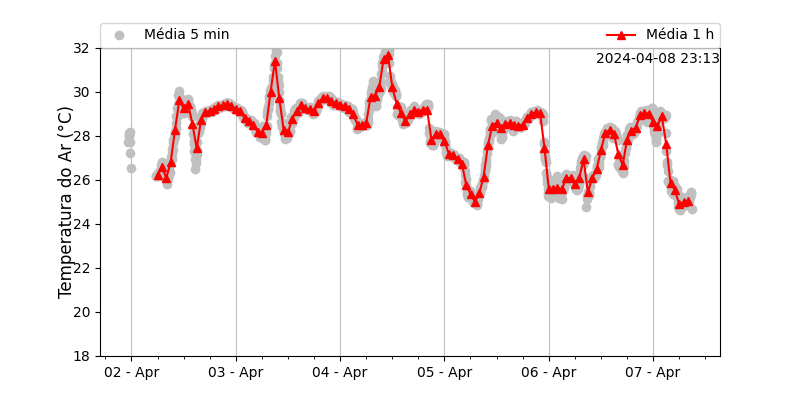 Média 5 min
Média 1 h
2024-04-08 23:13
Temperatura do Ar (°C)
32
30
28
26
24
22
20
18
02 - Apr
03 - Apr
04 - Apr
05 - Apr
06 - Apr
07 - Apr